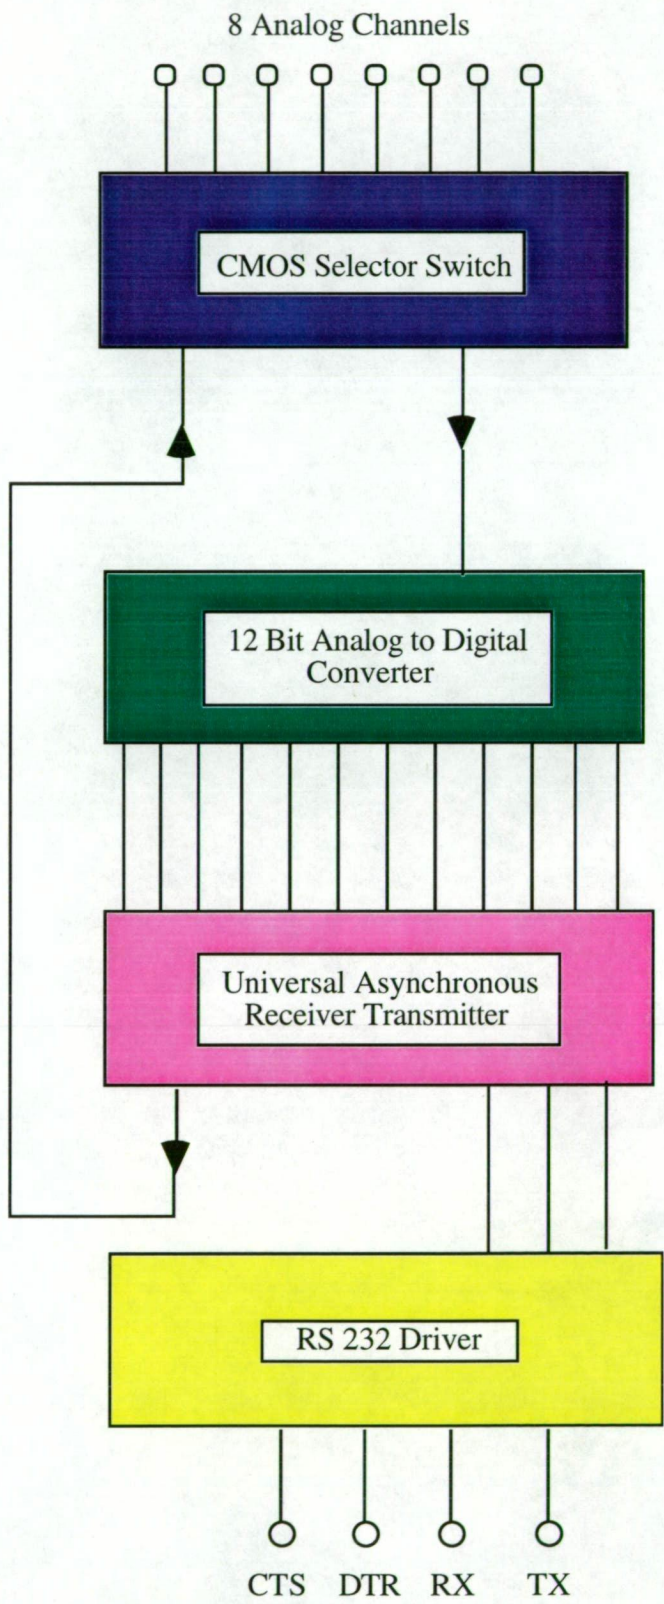 8 Analog Channels
CMOS Selector Switch
12 Bit Analog to Digital
Converter
Universal Asynchronous
Receiver Transmitter
RS 232 Driver
CTS DTR RX TX